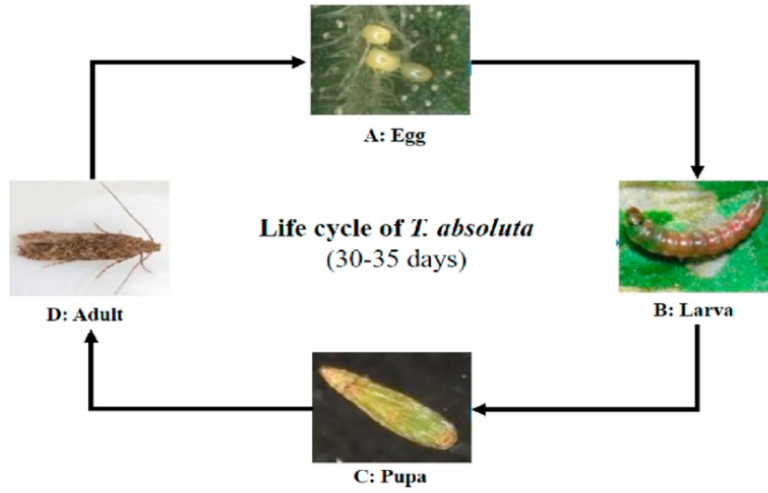 A: Egg
Life cycle of T. absoluta
(30-35 days)
D: Adult
B: Larva
C: Pupa